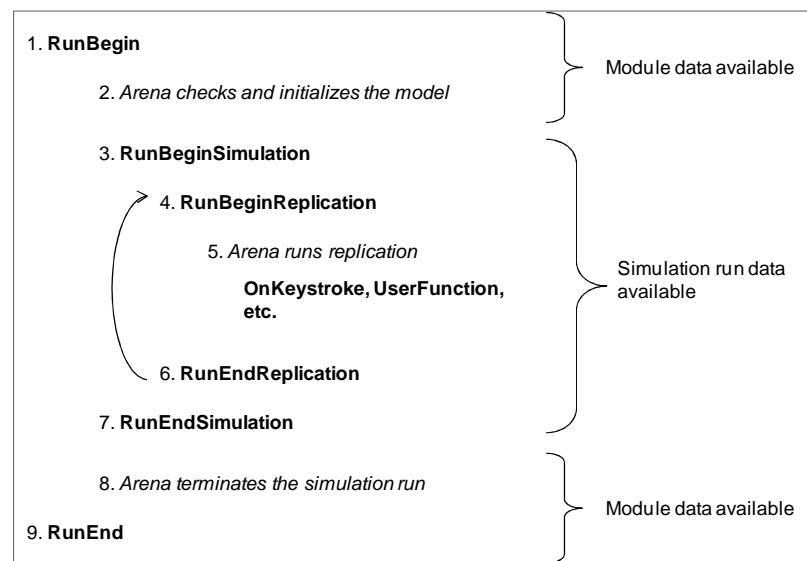 1. RunBegin
Module data available
2. Arena checks and initializes the model
3. RunBeginSimulation
4. RunBeginReplication
5. Arena runs replication
Simulation run data
available
OnKeystroke, UserFunction,
etc.
6. RunEndReplication
7. RunEndSimulation
8. Arena terminates the simulation run
Module data available
9. RunEnd